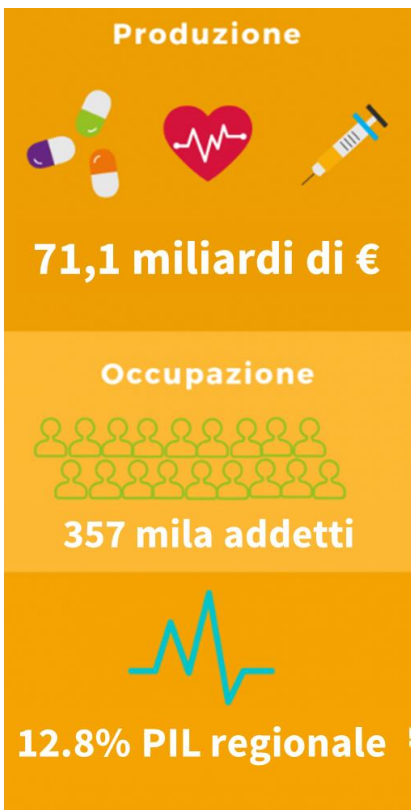 Produzione
71,1 miliardi di €
Occupazione
357 mila addetti
12.8% PIL regionale